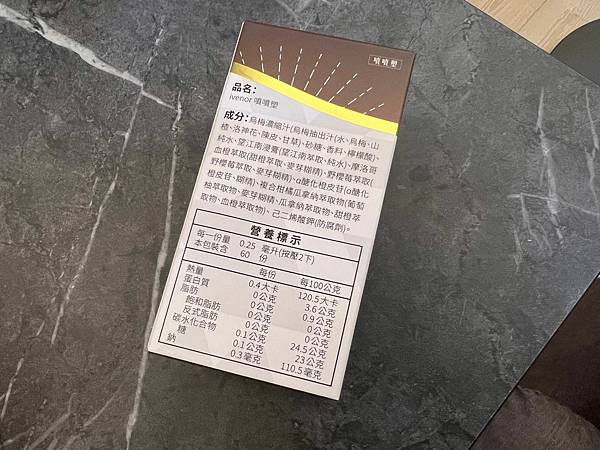 噴噴塑
品名：
ivenor 噴噴塑
成分：烏梅濃縮汁(烏梅抽出汁(水、烏梅、山
楂、洛神花、陳皮、甘草)、砂糖、香料、檸檬酸)、
純水、望江南浸膏(望江南萃取、純水)、摩洛哥
血橙萃取(甜橙萃取、麥芽糊精)、野櫻莓萃取(
野櫻莓萃取、麥芽糊精)、α醣化橙皮苷(α醣化
橙皮苷、糊精)、複合柑橘瓜拿納萃取物(葡萄
柚萃取物、麥芽糊精、瓜拿納萃取物、甜橙萃
取物、血橙萃取物)、己二烯酸鉀(防腐劑)。
營養標示
每一份量 0.25 毫升(按壓2下)
本包裝含 60 份
每份 每100公克
熱量 0.4大卡 120.5大卡
蛋白質 0公克 3.6公克
脂肪 0公克 0.9公克
飽和脂肪 0公克 0公克
反式脂肪 0公克 0公克
碳水化合物 0.1公克 24.5公克
糖 0.1公克 23公克
鈉 0.3毫克 110.5毫克